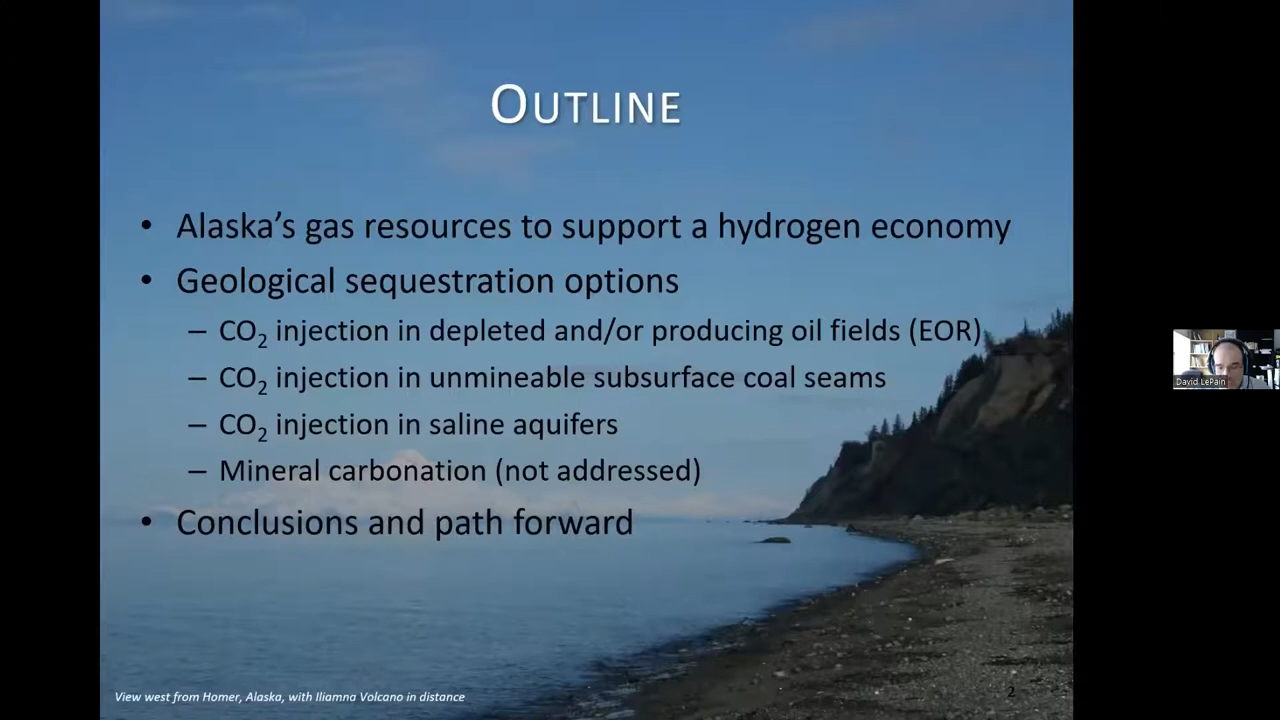 OUTLINE
• Alaska's gas resources to support a hydrogen economy
• Geological sequestration options
– CO₂ injection in depleted and/or producing oil fields (EOR)
– CO₂ injection in unmineable subsurface coal seams
– CO₂ injection in saline aquifers
– Mineral carbonation (not addressed)
• Conclusions and path forward
David LePain
View west from Homer, Alaska, with Iliamna Volcano in distance
2